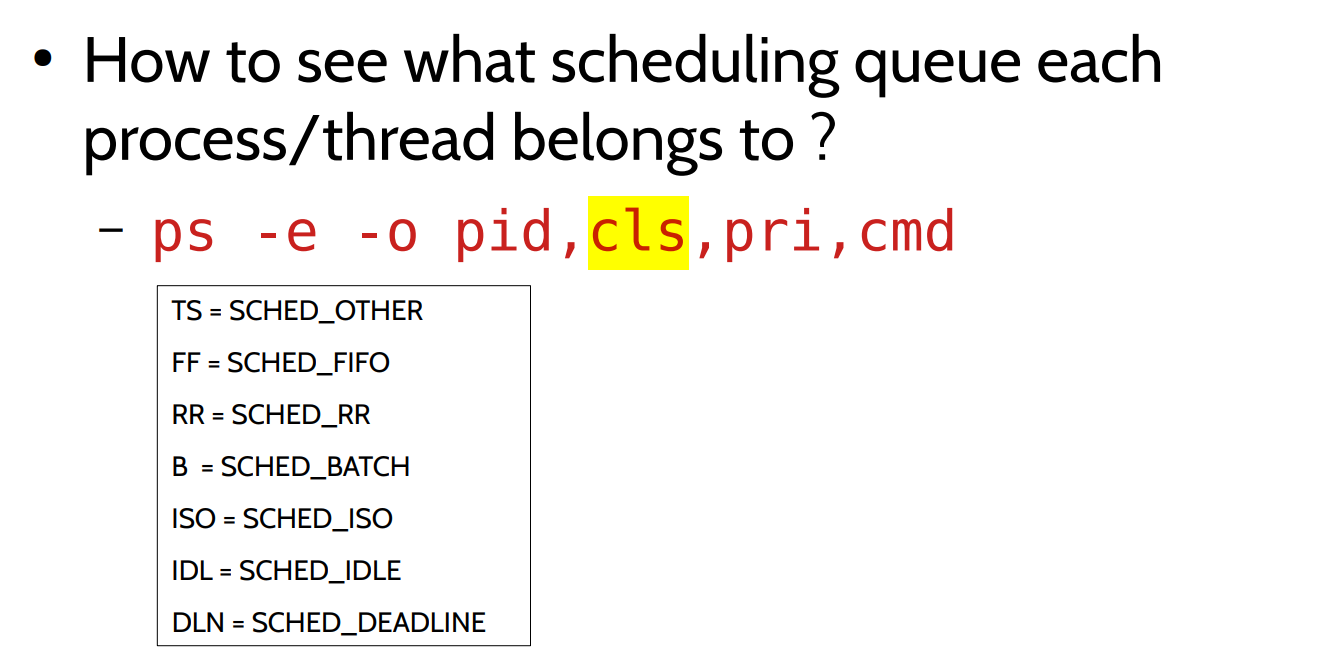 • How to see what scheduling queue each
process/thread belongs to ?
– ps -e -o pid,cls,pri,cmd
TS = SCHED_OTHER
FF = SCHED_FIFO
RR = SCHED_RR
B = SCHED_BATCH
ISO = SCHED_ISO
IDL = SCHED_IDLE
DLN = SCHED_DEADLINE